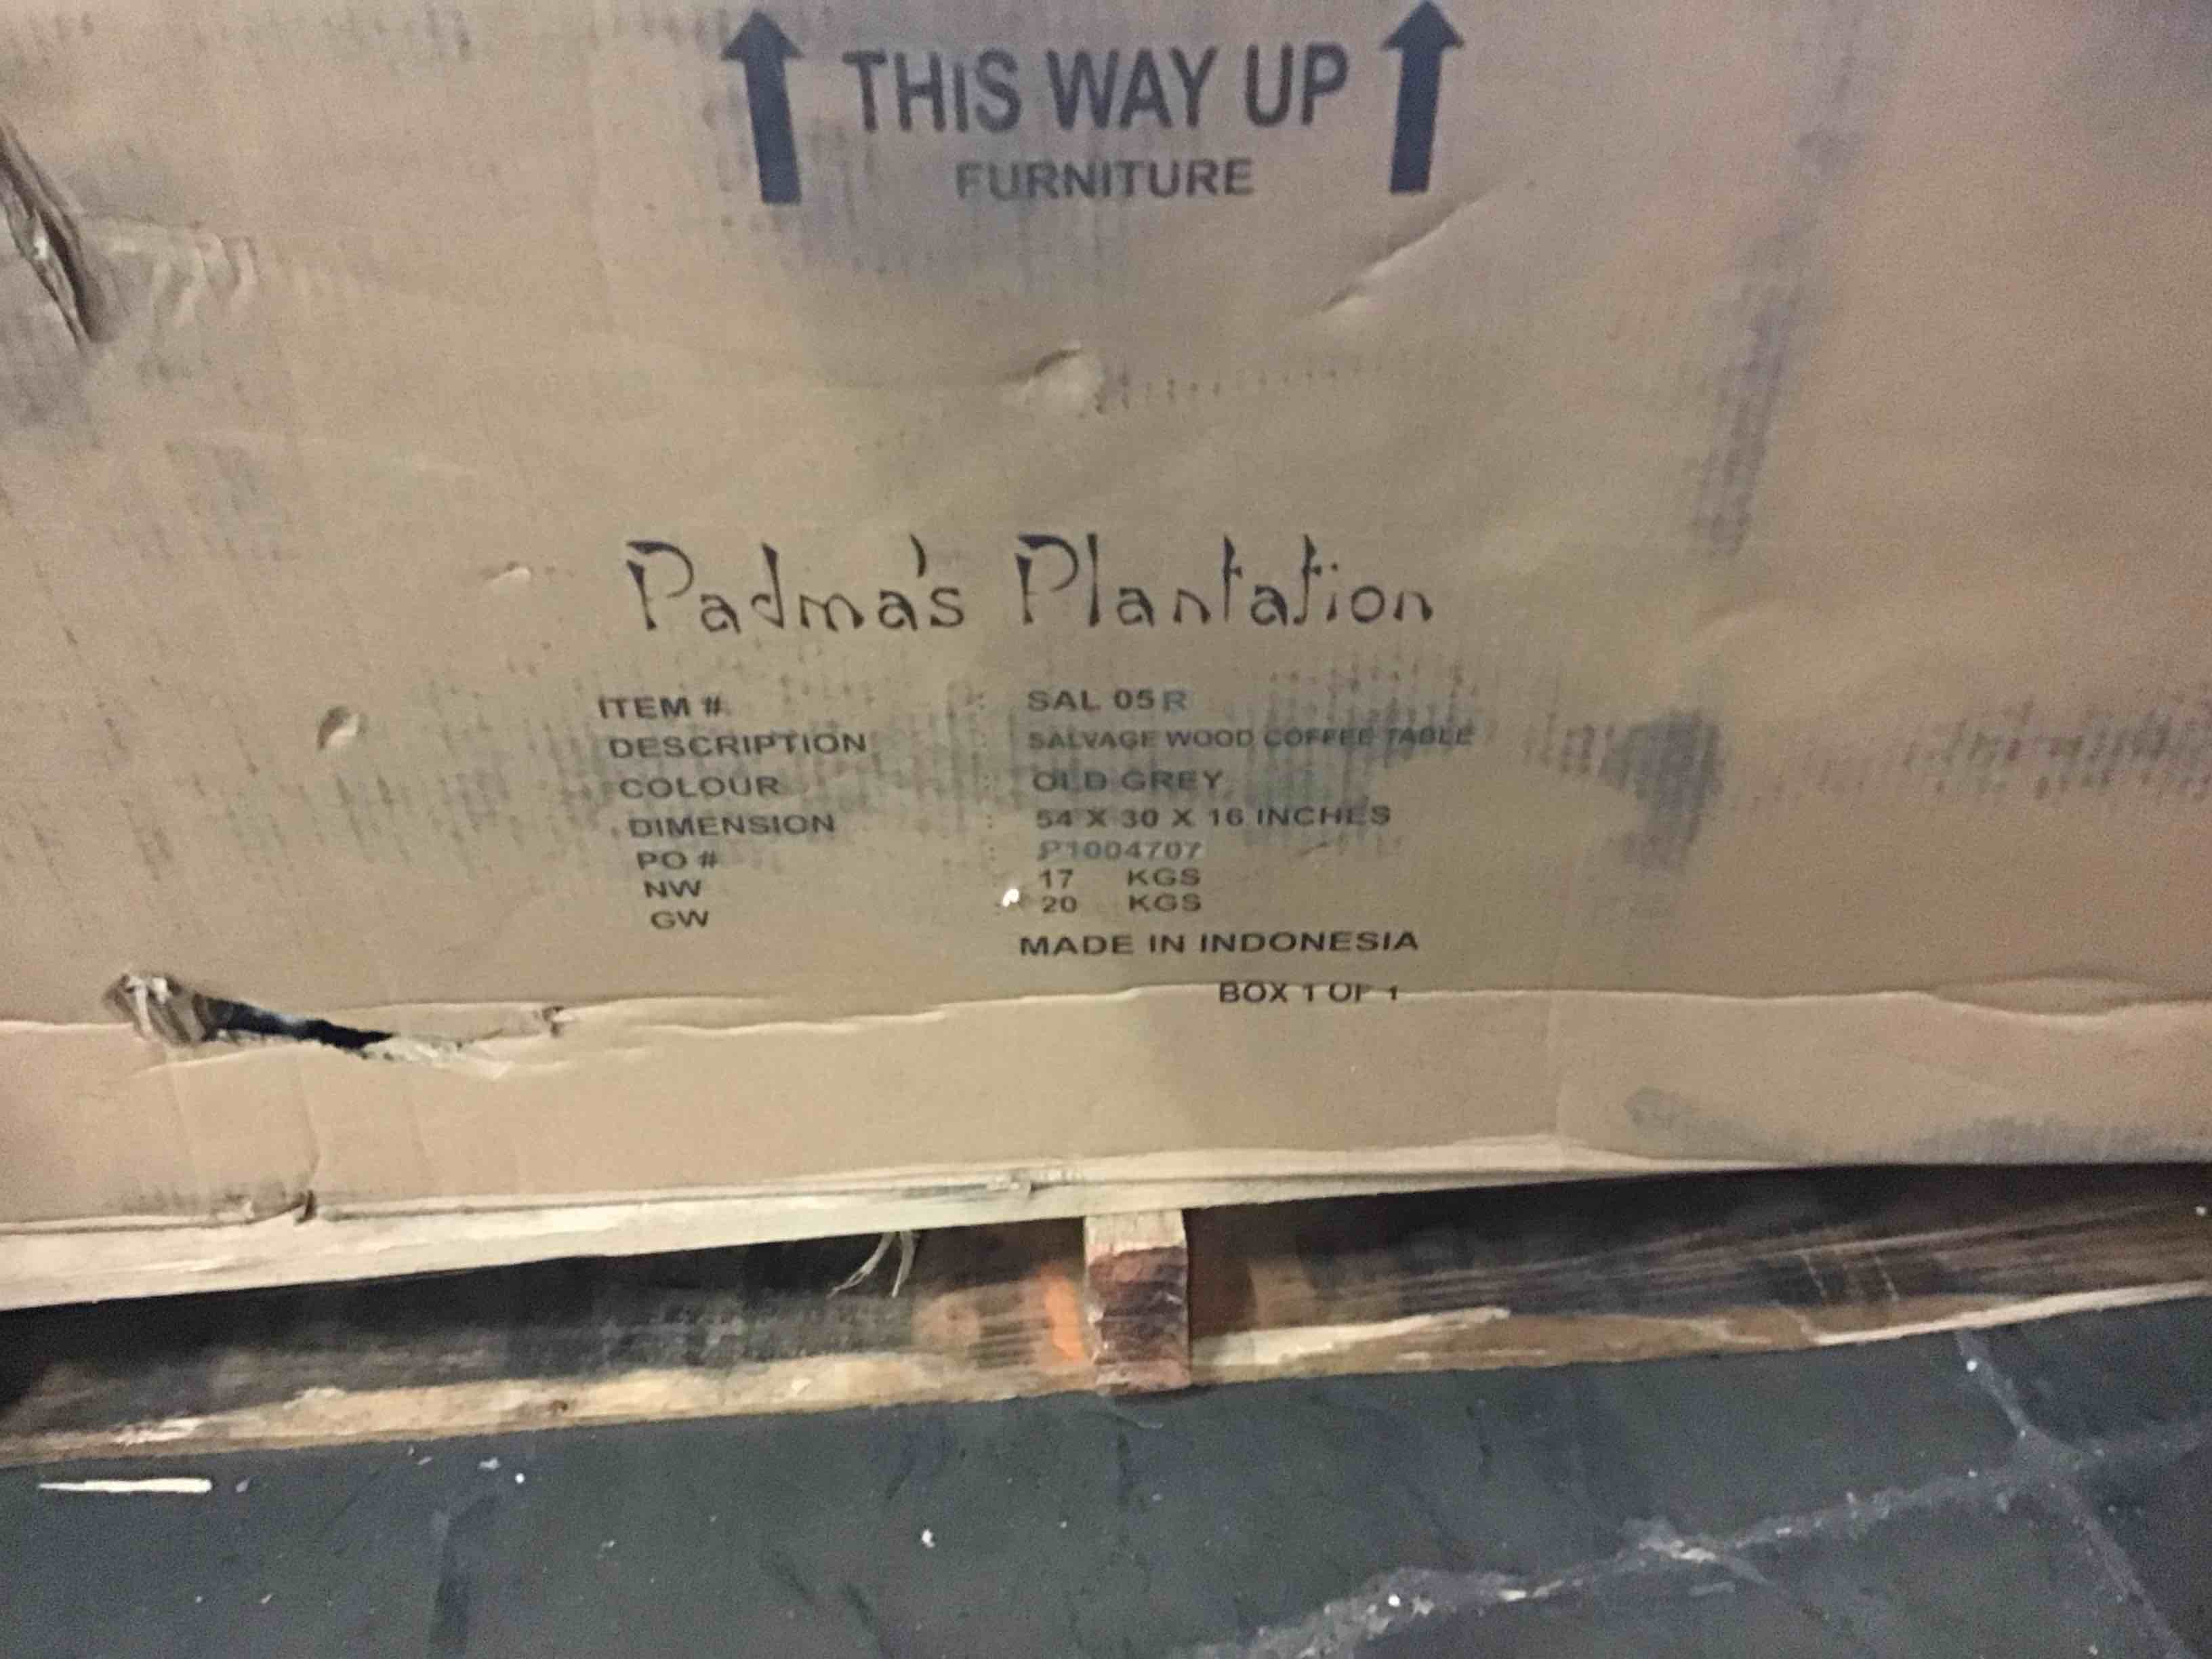 THIS WAY UP
FURNITURE
Padma's Plantation
ITEM # : SAL 05R
DESCRIPTION : SALVAGE WOOD COFFEE TABLE
COLOUR : OLD GREY
DIMENSION : 54 X 30 X 16 INCHES
PO # : P1004707
NW : 17 KGS
GW : 20 KGS
MADE IN INDONESIA
BOX 1 OF 1